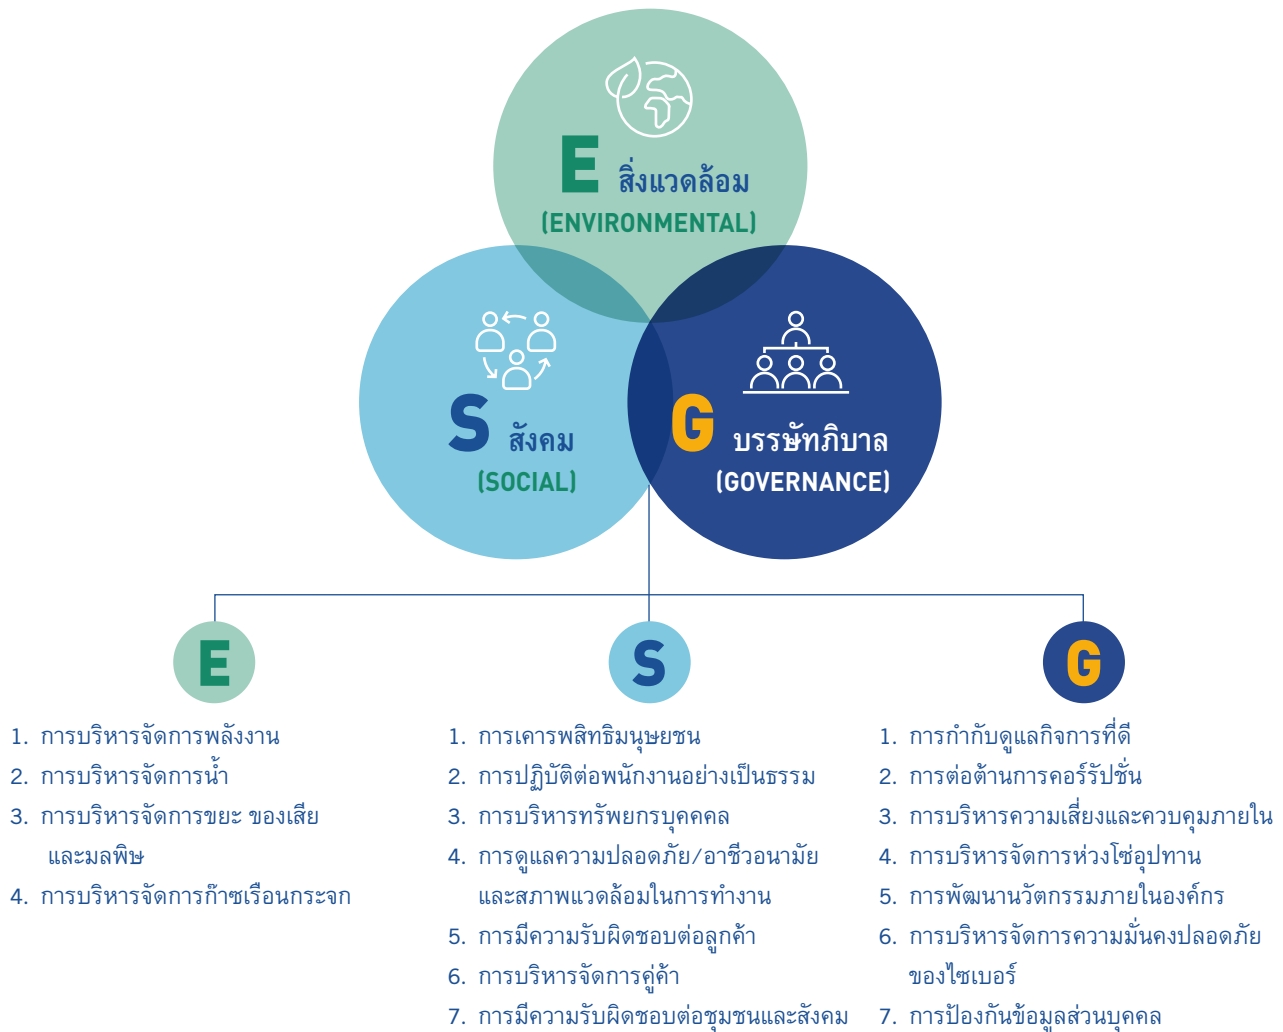 E สิ่งแวดล้อม
(ENVIRONMENTAL)
S สังคม
(SOCIAL)
G บรรษัทภิบาล
(GOVERNANCE)
E
1. การบริหารจัดการพลังงาน
2. การบริหารจัดการน้ำ
3. การบริหารจัดการขยะ ของเสีย
และมลพิษ
4. การบริหารจัดการก๊าซเรือนกระจก
S
1. การเคารพสิทธิมนุษยชน
2. การปฏิบัติต่อพนักงานอย่างเป็นธรรม
3. การบริหารทรัพยกรบุคคคล
4. การดูแลความปลอดภัย/อาชีวอนามัย
และสภาพแวดล้อมในการทำงาน
5. การมีความรับผิดชอบต่อลูกค้า
6. การบริหารจัดการคู่ค้า
7. การมีความรับผิดชอบต่อชุมชนและสังคม
G
1. การกำกับดูแลกิจการที่ดี
2. การต่อต้านการคอร์รัปชั่น
3. การบริหารความเสี่ยงและควบคุมภายใน
4. การบริหารจัดการห่วงโซ่อุปทาน
5. การพัฒนานวัตกรรมภายในองค์กร
6. การบริหารจัดการความมั่นคงปลอดภัย
ของไซเบอร์
7. การป้องกันข้อมูลส่วนบุคคล